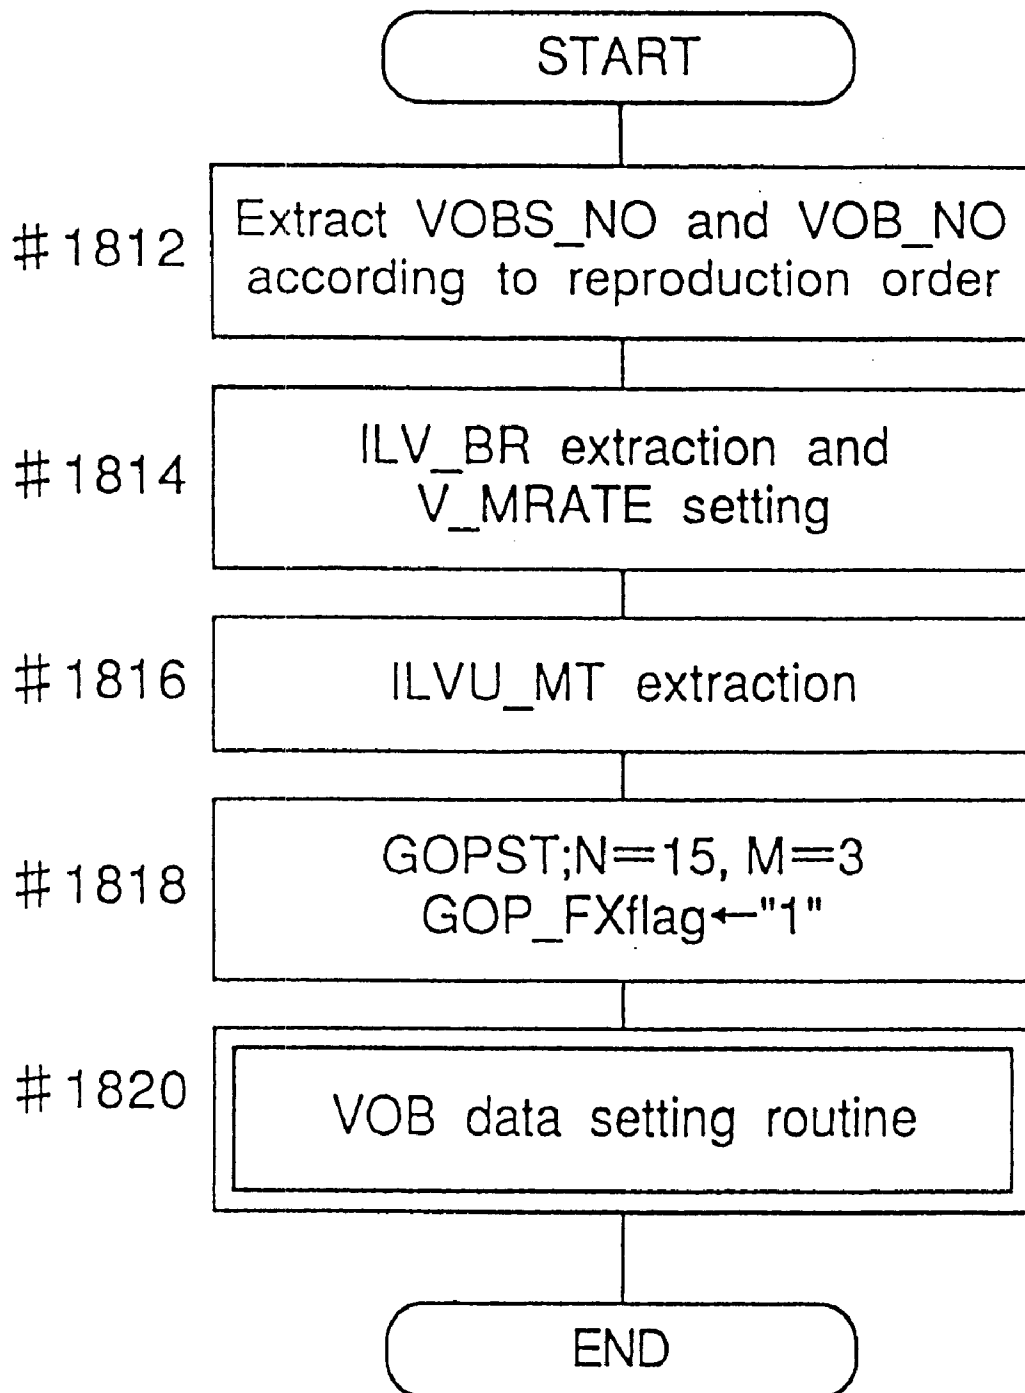 START
#1812
Extract VOBS_NO and VOB_NO
according to reproduction order
#1814
ILV_BR extraction and
V_MRATE setting
#1816
ILVU_MT extraction
#1818
GOPST;N=15, M=3
GOP_FXflag←"1"
#1820
VOB data setting routine
END